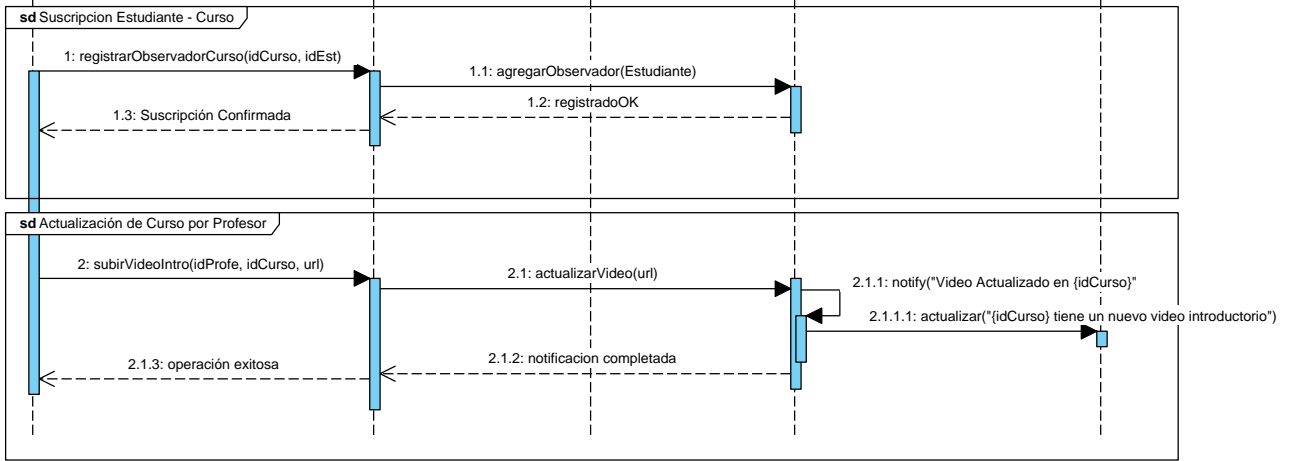 sd Suscripcion Estudiante - Curso
1: registrarObservadorCurso(idCurso, idEst)
1.1: agregarObservador(Estudiante)
1.2: registradoOK
1.3: Suscripción Confirmada
sd Actualización de Curso por Profesor
2: subirVideoIntro(idProfe, idCurso, url)
2.1: actualizarVideo(url)
2.1.1: notify("Video Actualizado en {idCurso}"
2.1.1.1: actualizar("{idCurso} tiene un nuevo video introductorio")
2.1.2: notificacion completada
2.1.3: operación exitosa